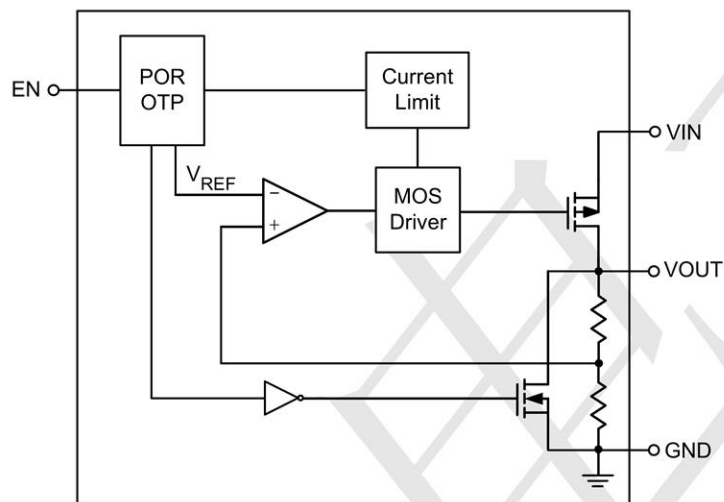 EN
POR
OTP
Current
Limit
VIN
VREF
−
+
MOS
Driver
VOUT
GND